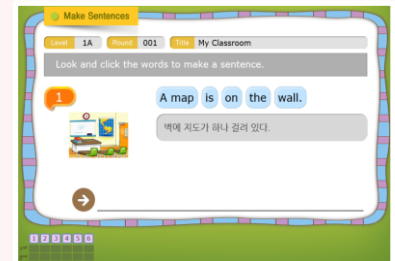 Make Sentences
Level 1A Round 001 Title My Classroom
Look and click the words to make a sentence.
1
A map is on the wall.
벽에 지도가 하나 걸려 있다.
1 2 3 4 5 6